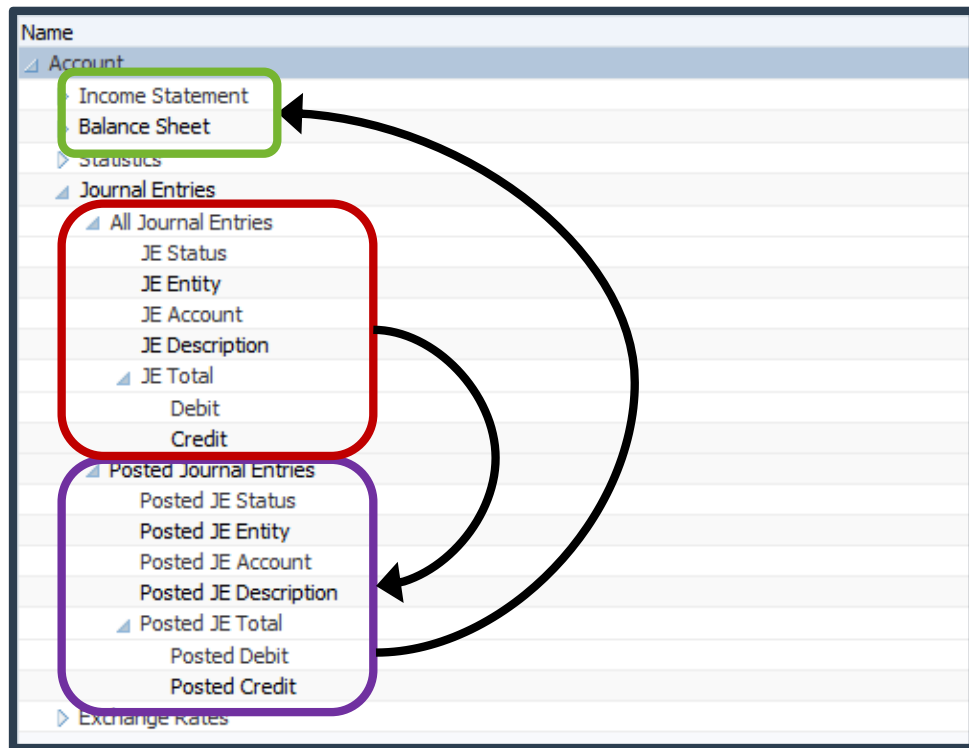 Name
Account
Income Statement
Balance Sheet
Statistics
Journal Entries
All Journal Entries
JE Status
JE Entity
JE Account
JE Description
JE Total
Debit
Credit
Posted Journal Entries
Posted JE Status
Posted JE Entity
Posted JE Account
Posted JE Description
Posted JE Total
Posted Debit
Posted Credit
Exchange Rates